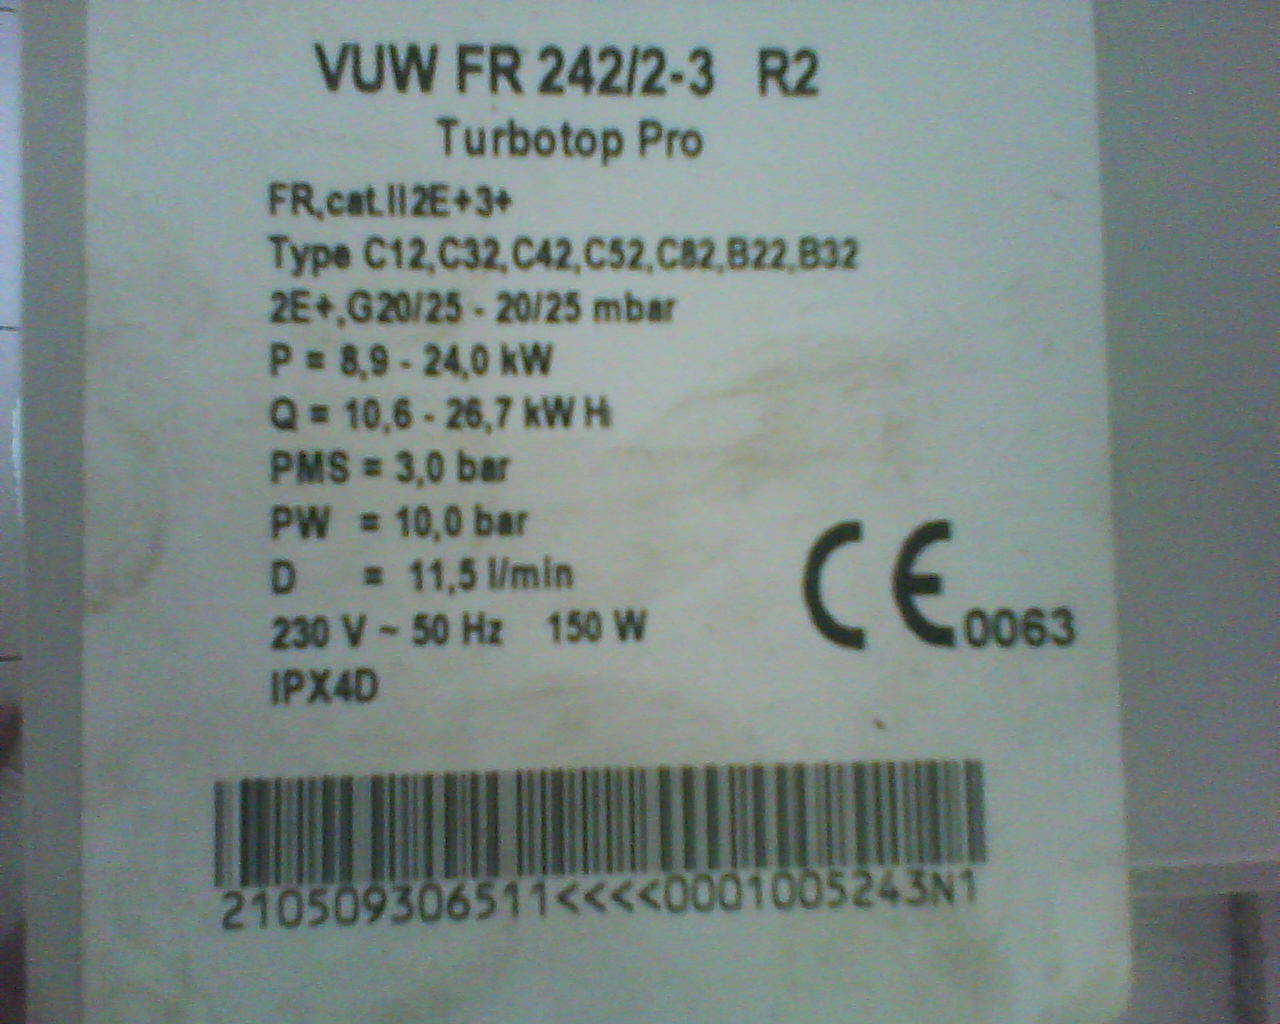 VUW FR 242/2-3 R2
Turbotop Pro
FR,cat.II2E+3+
Type C12,C32,C42,C52,C82,B22,B32
2E+,G20/25 - 20/25 mbar
P = 8,9 - 24,0 kW
Q = 10,6 - 26,7 kW Hi
PMS = 3,0 bar
PW = 10,0 bar
D = 11,5 l/min
230 V ~ 50 Hz 150 W
IPX4D
CE 0063
210509306511<<<<0001005243N1